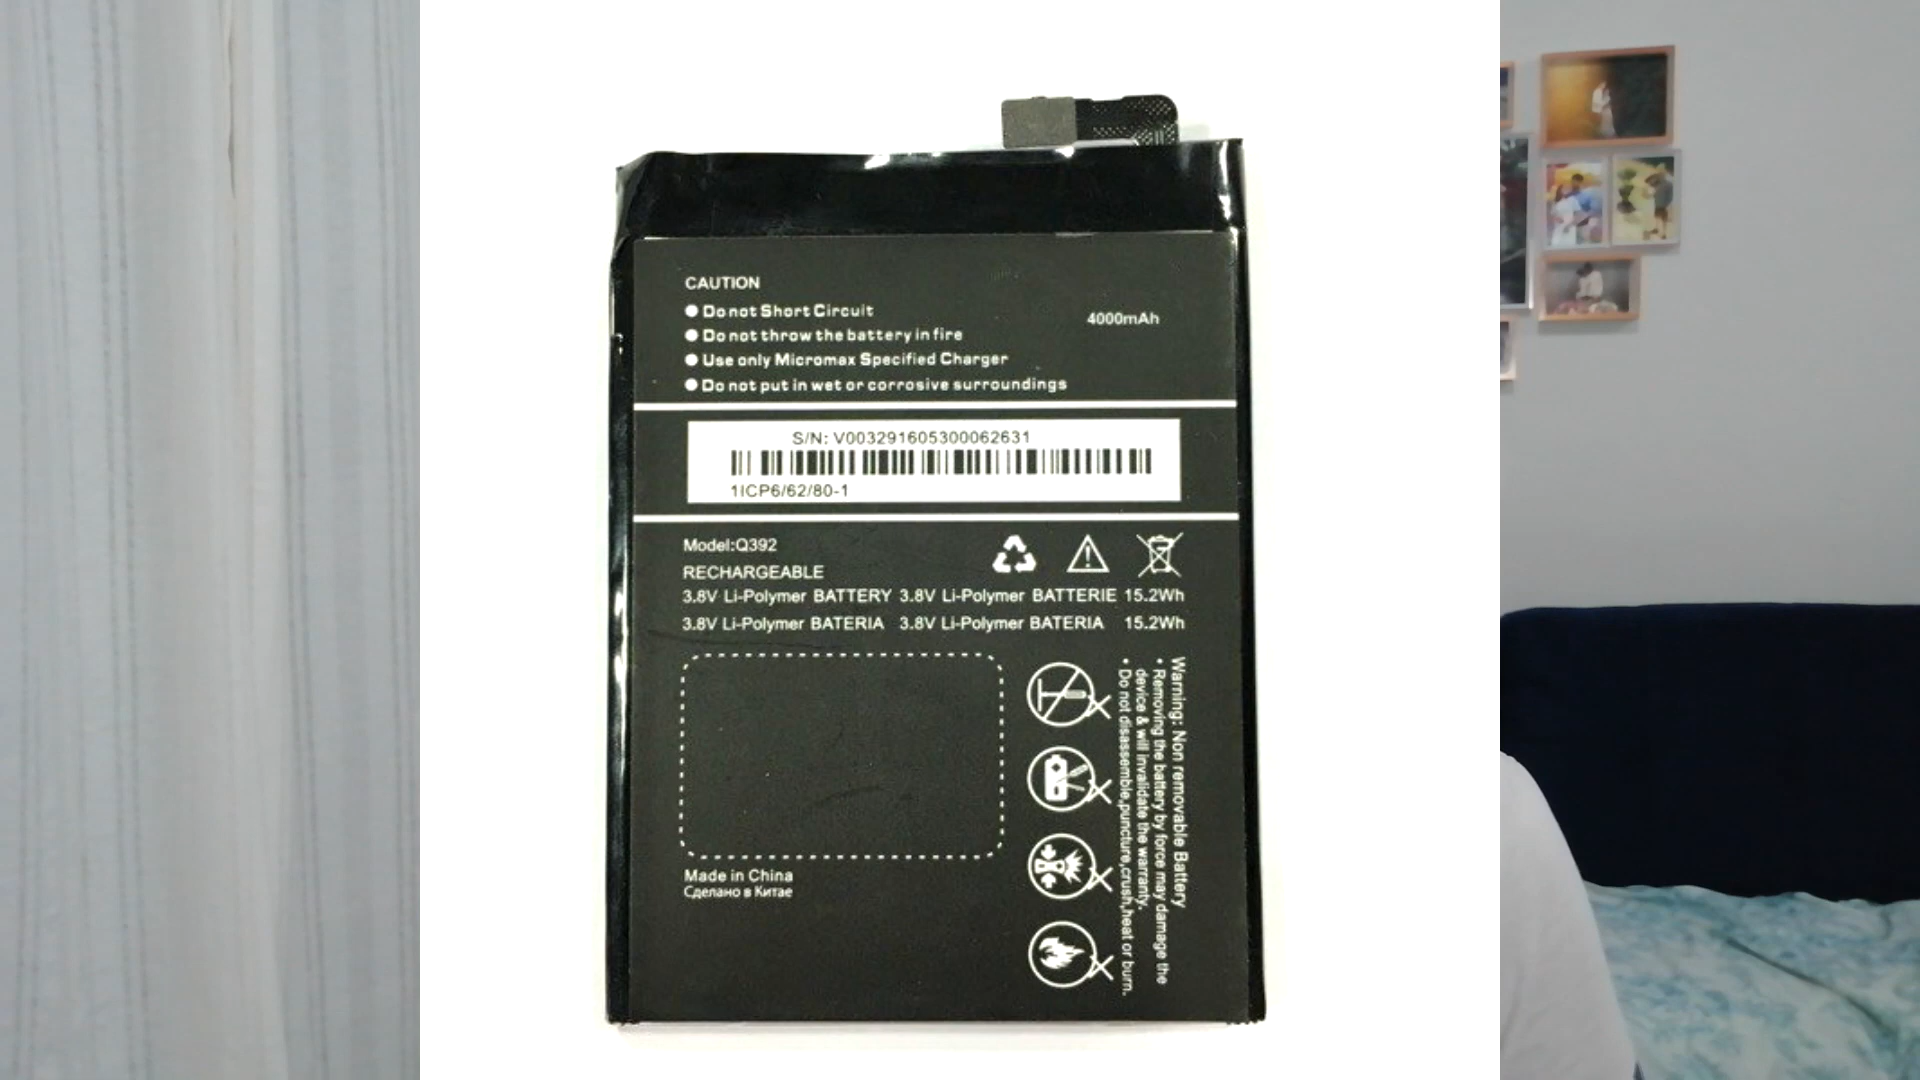 CAUTION
● Do not Short Circuit
4000mAh
● Do not throw the battery in fire
● Use only Micromax Specified Charger
● Do not put in wet or corrosive surroundings
S/N: V003291605300062631
1ICP6/62/80-1
Model:Q392
RECHARGEABLE
3.8V Li-Polymer BATTERY 3.8V Li-Polymer BATTERIE 15.2Wh
3.8V Li-Polymer BATERIA 3.8V Li-Polymer BATERIA 15.2Wh
Warning: Non removable Battery
• Removing the battery by force may damage the
device & will invalidate the warranty.
• Do not disassemble,puncture,crush,heat or burn.
Made in China
Сделано в Китае